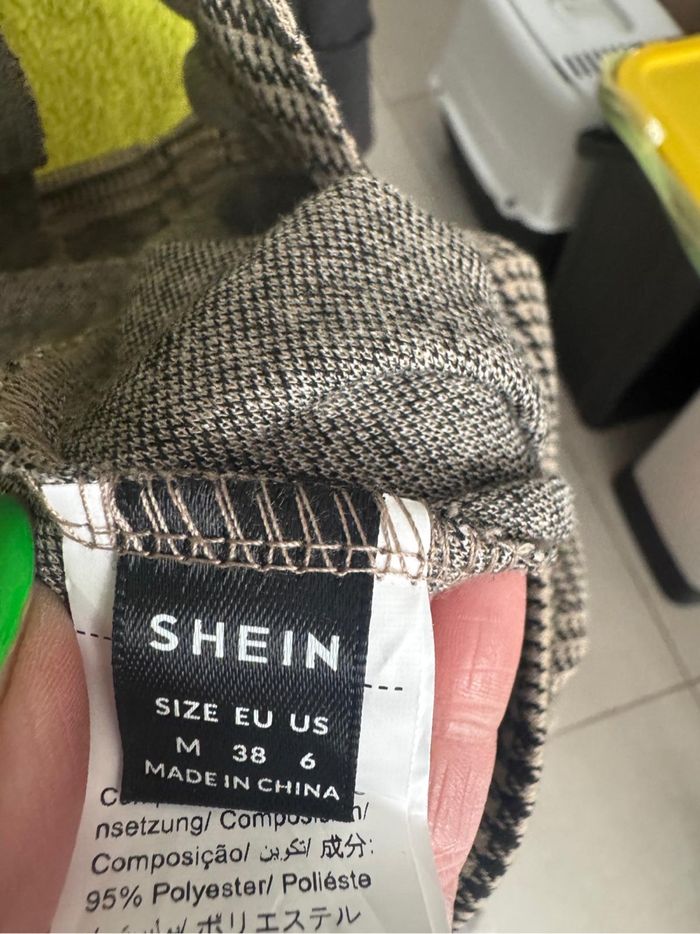 SHEIN
SIZE EU US
M 38 6
MADE IN CHINA
nsetzung/
Composição/ تكوين/ 成分:
95% Polyester/ Poliéste
ポリエステル